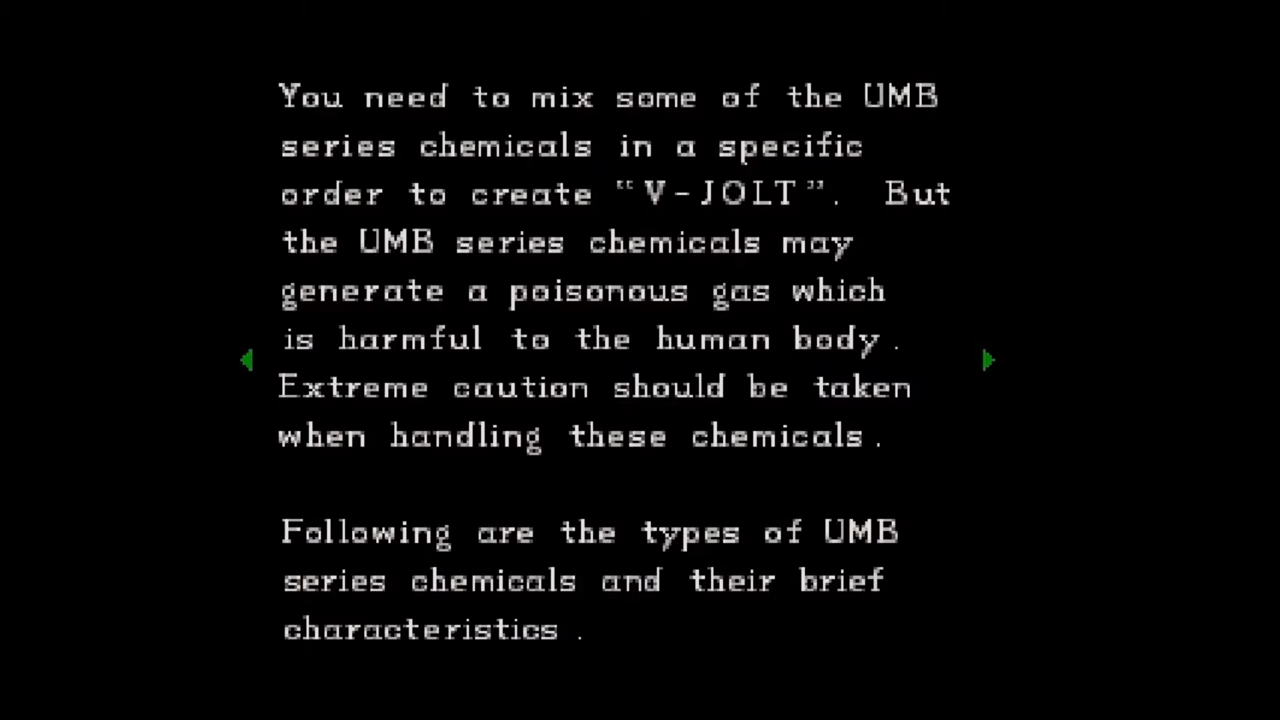 You need to mix some of the UMB
series chemicals in a specific
order to create “V-JOLT”. But
the UMB series chemicals may
generate a poisonous gas which
is harmful to the human body.
Extreme caution should be taken
when handling these chemicals.
Following are the types of UMB
series chemicals and their brief
characteristics.